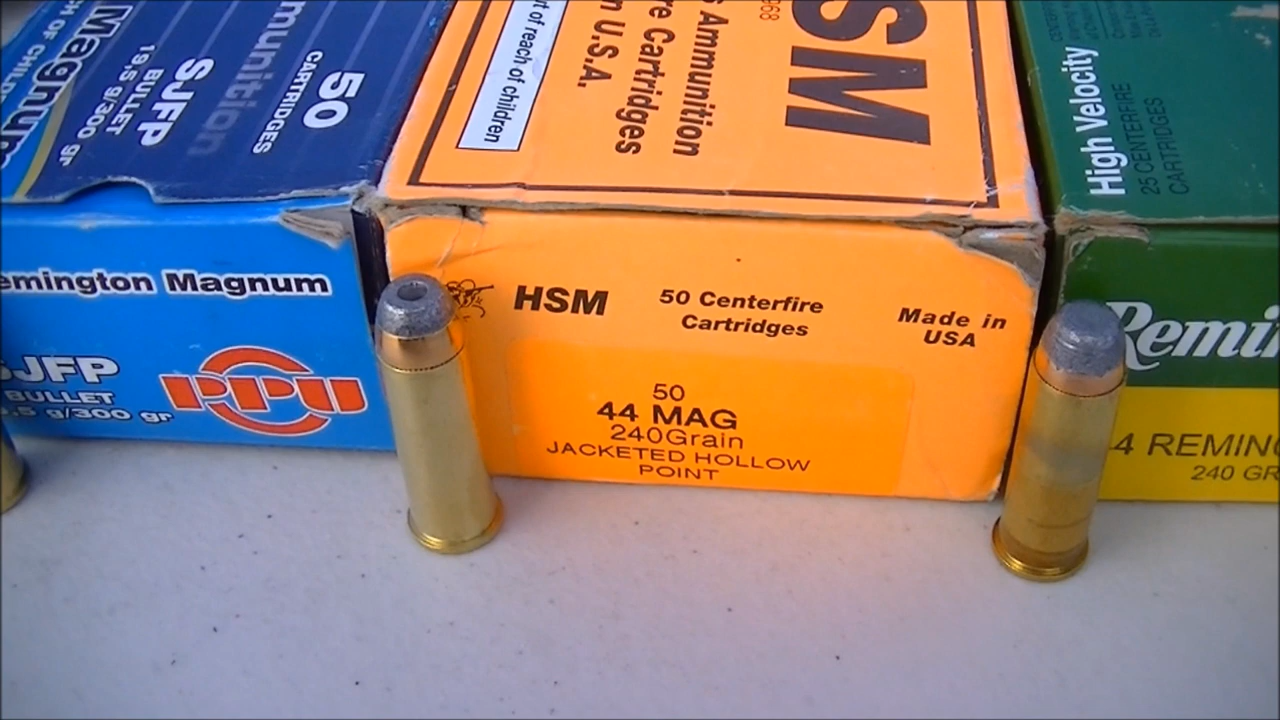 Magnum
SJFP
BULLET
19,5 g/300 gr
munition
50
CARTRIDGES
emington Magnum
SJFP
BULLET
.5 g/300 gr
PPU
t of reach of children
SM
s Ammunition
re Cartridges
n U.S.A.
HSM
50 Centerfire
Cartridges
Made in
USA
50
44 MAG
240Grain
JACKETED HOLLOW
POINT
High Velocity
25 CENTERFIRE
CARTRIDGES
Remi
4 REMIN
240 GR